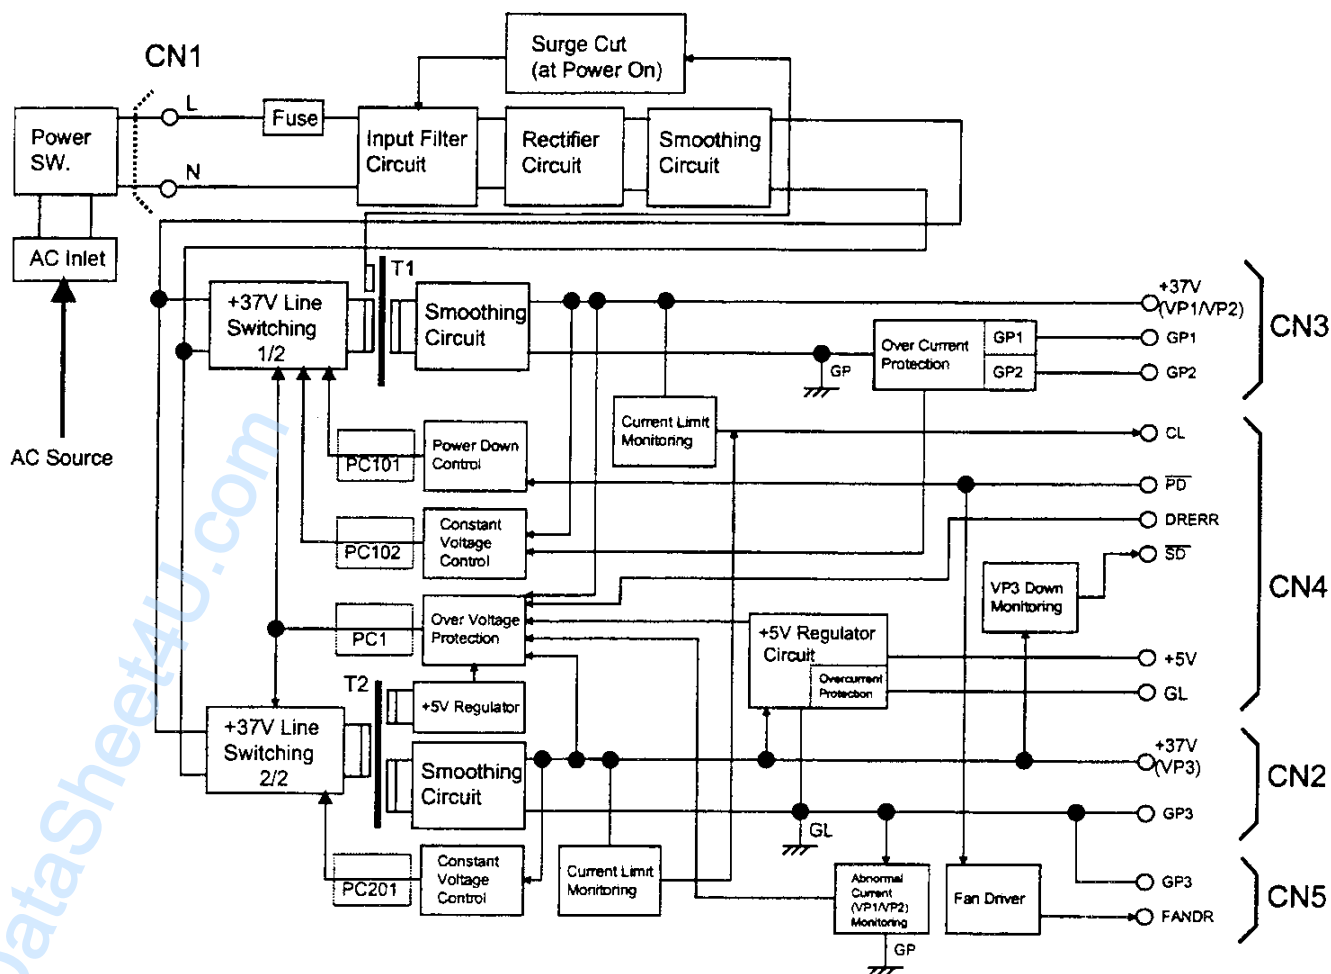 CN1
Surge Cut
(at Power On)
L
Fuse
Power
SW.
Input Filter
Circuit
Rectifier
Circuit
Smoothing
Circuit
N
AC Inlet
T1
+37V Line
Switching
1/2
Smoothing
Circuit
+37V
(VP1/VP2)
CN3
Over Current
Protection
GP1
GP1
GP
GP2
GP2
Current Limit
Monitoring
CL
AC Source
PC101
Power Down
Control
PD
DRERR
PC102
Constant
Voltage
Control
SD
VP3 Down
Monitoring
CN4
PC1
Over Voltage
Protection
+5V Regulator
Circuit
+5V
Overcurrent
Protection
GL
T2
+5V Regulator
+37V Line
Switching
2/2
Smoothing
Circuit
+37V
(VP3)
CN2
GP3
GL
PC201
Constant
Voltage
Control
Current Limit
Monitoring
Abnormal
Current
(VP1/VP2)
Monitoring
Fan Driver
GP3
CN5
FANDR
GP
DataSheet4U.com